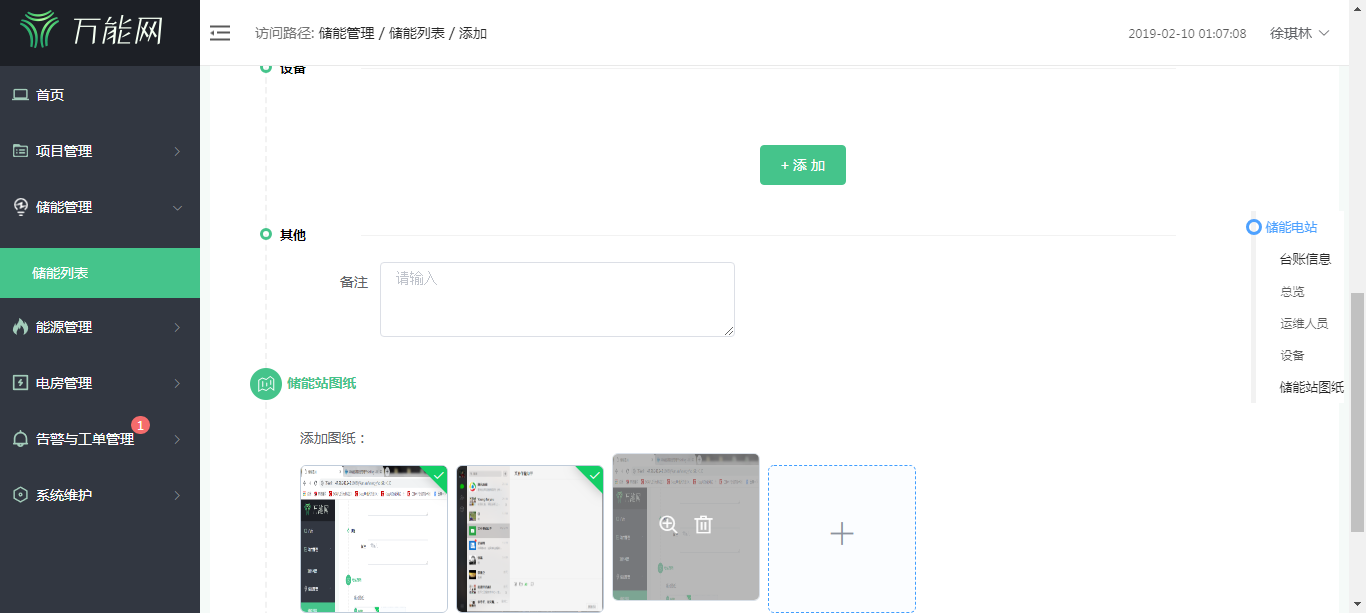 万能网
访问路径: 储能管理 / 储能列表 / 添加
2019-02-10 01:07:08
徐琪林
首页
项目管理
储能管理
储能列表
能源管理
电房管理
告警与工单管理
1
系统维护
设备
+ 添 加
其他
备注
请输入
储能站图纸
添加图纸：
储能电站
台账信息
总览
运维人员
设备
储能站图纸